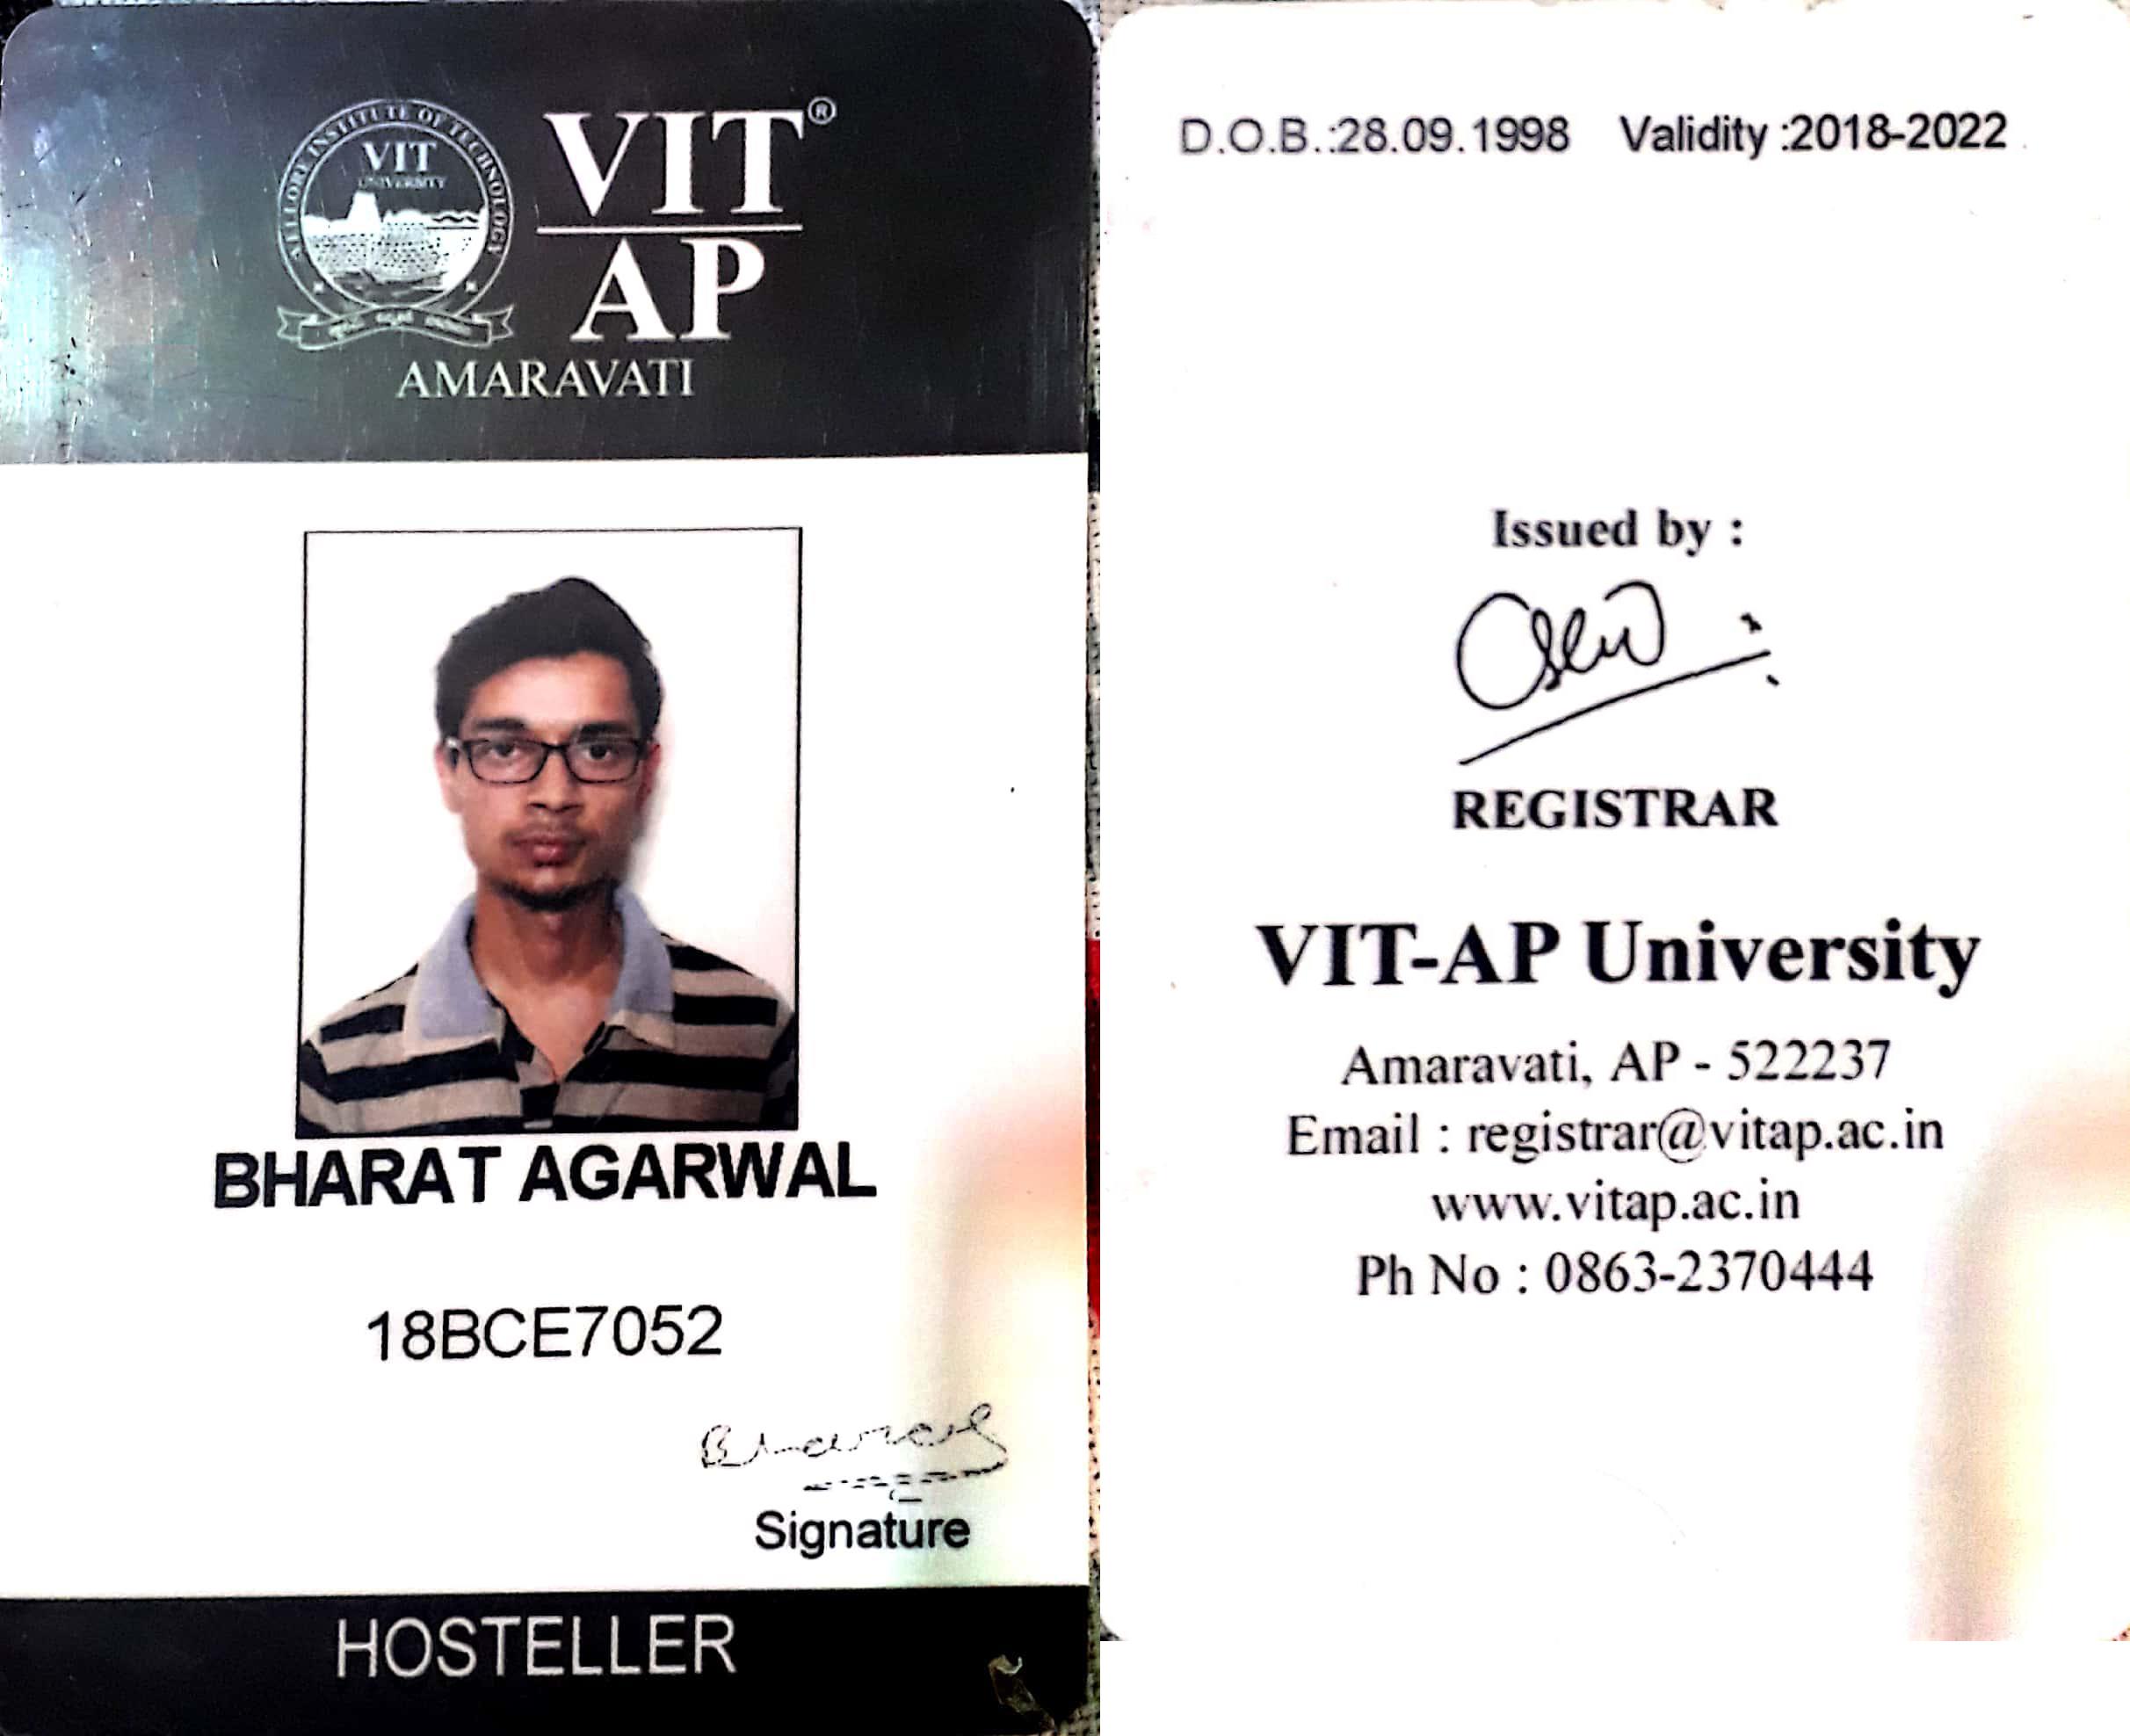 VELLORE INSTITUTE OF TECHNOLOGY
VIT
UNIVERSITY
VIT®
AP
AMARAVATI
BHARAT AGARWAL
18BCE7052
Bharat
Signature
HOSTELLER
D.O.B.:28.09.1998 Validity :2018-2022
Issued by :
REGISTRAR
VIT-AP University
Amaravati, AP - 522237
Email : registrar@vitap.ac.in
www.vitap.ac.in
Ph No : 0863-2370444